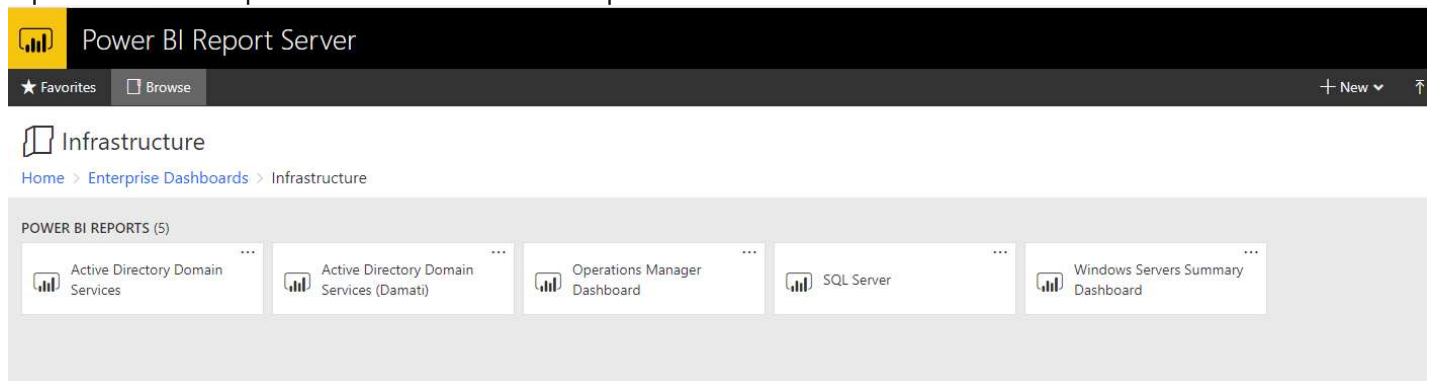 Power BI Report Server
Favorites
Browse
New
Infrastructure
Home > Enterprise Dashboards > Infrastructure
POWER BI REPORTS (5)
Active Directory Domain
Services
Active Directory Domain
Services (Damati)
Operations Manager
Dashboard
SQL Server
Windows Servers Summary
Dashboard